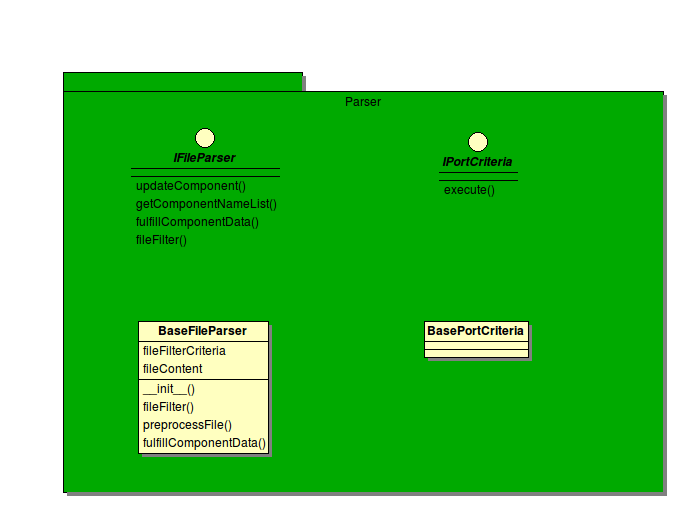 Parser
IFileParser
updateComponent()
getComponentNameList()
fulfillComponentData()
fileFilter()
IPortCriteria
execute()
BaseFileParser
fileFilterCriteria
fileContent
__init__()
fileFilter()
preprocessFile()
fulfillComponentData()
BasePortCriteria